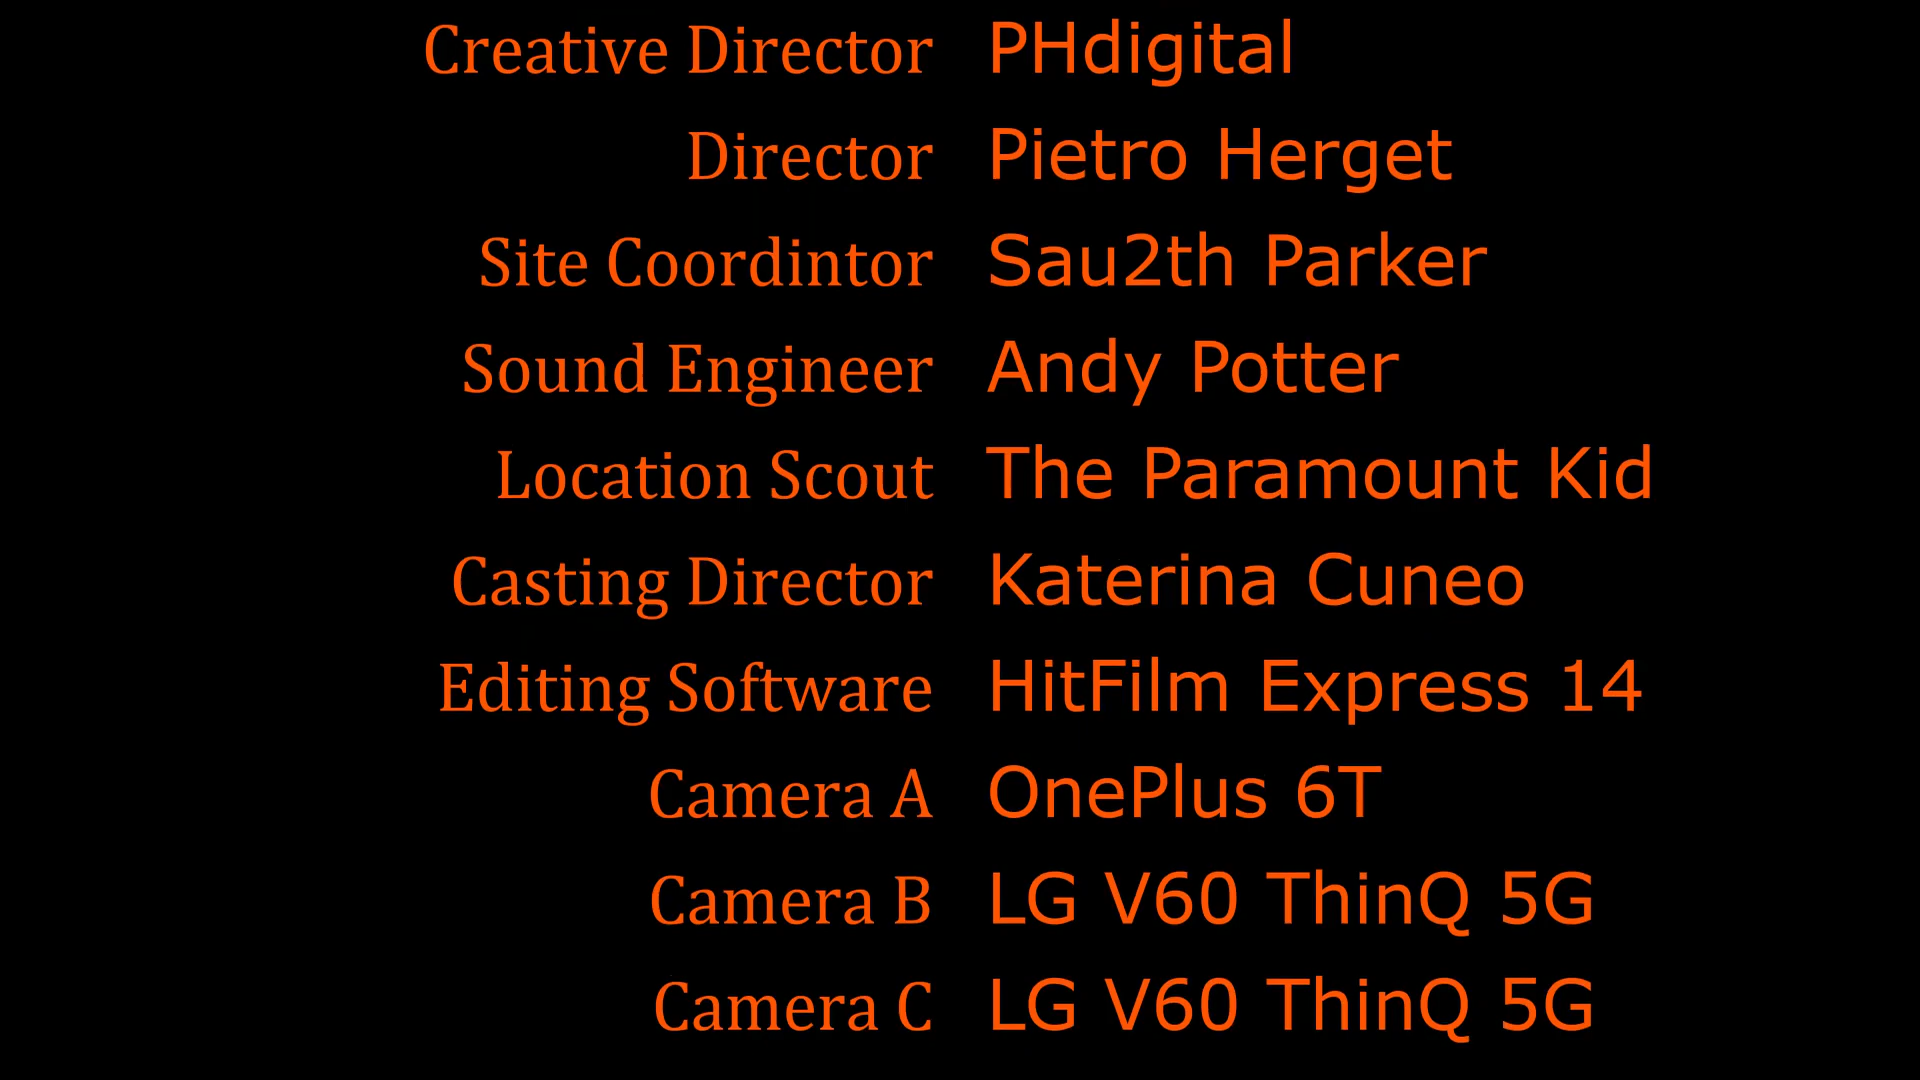 Creative Director PHdigital
Director Pietro Herget
Site Coordintor Sau2th Parker
Sound Engineer Andy Potter
Location Scout The Paramount Kid
Casting Director Katerina Cuneo
Editing Software HitFilm Express 14
Camera A OnePlus 6T
Camera B LG V60 ThinQ 5G
Camera C LG V60 ThinQ 5G